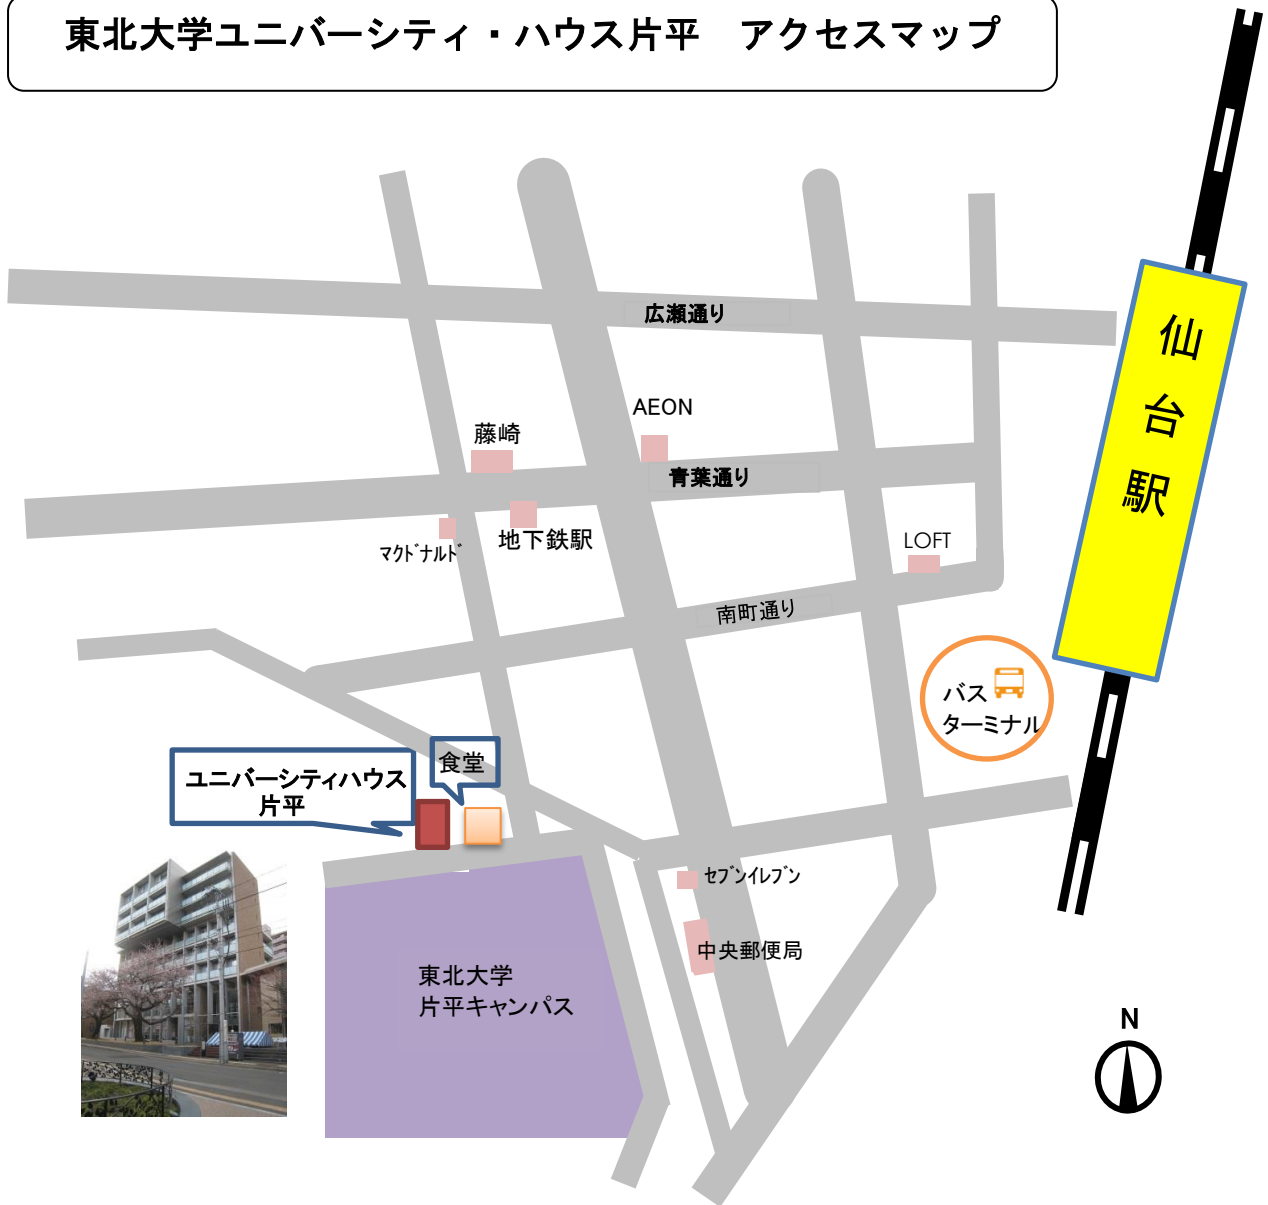 東北大学ユニバーシティ・ハウス片平　アクセスマップ
広瀬通り
仙台駅
AEON
藤崎
青葉通り
地下鉄駅
ﾏｸﾄﾞﾅﾙﾄﾞ
LOFT
南町通り
バス
ターミナル
食堂
ユニバーシティハウス
片平
ｾﾌﾞﾝｲﾚﾌﾞﾝ
中央郵便局
東北大学
片平キャンパス
N